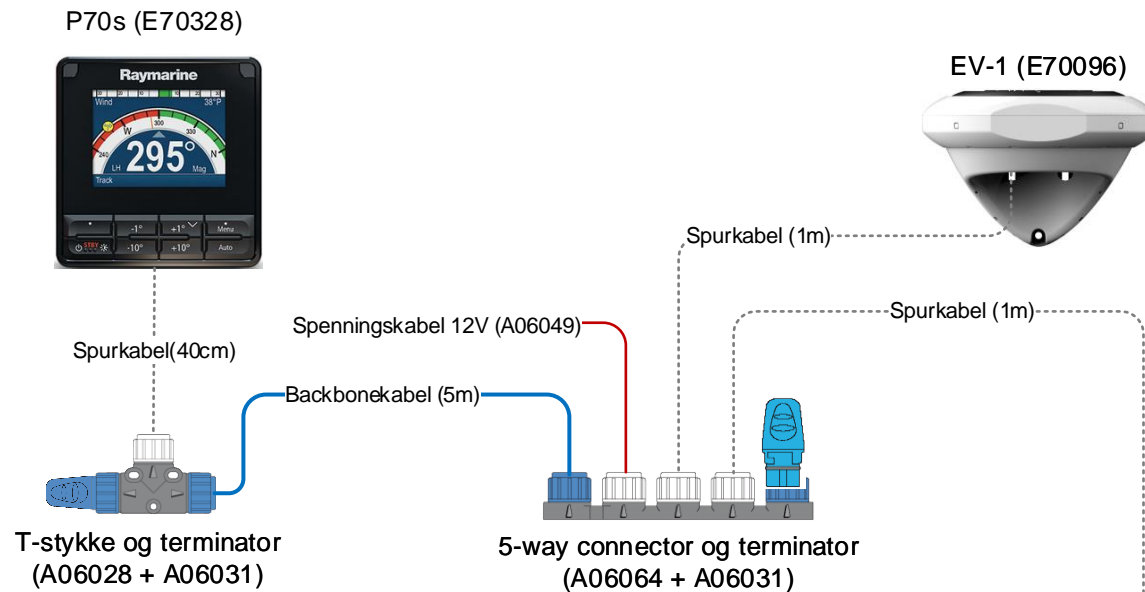 P70s (E70328)
Raymarine
Wind
38°P
W
300
330
240
N
295°
LH
Mag
Track
-1°
+1°
Menu
STBY
-10°
+10°
Auto
EV-1 (E70096)
Spurkabel (1m)
Spurkabel (1m)
Spenningskabel 12V (A06049)
Spurkabel(40cm)
Backbonekabel (5m)
T-stykke og terminator
(A06028 + A06031)
5-way connector og terminator
(A06064 + A06031)